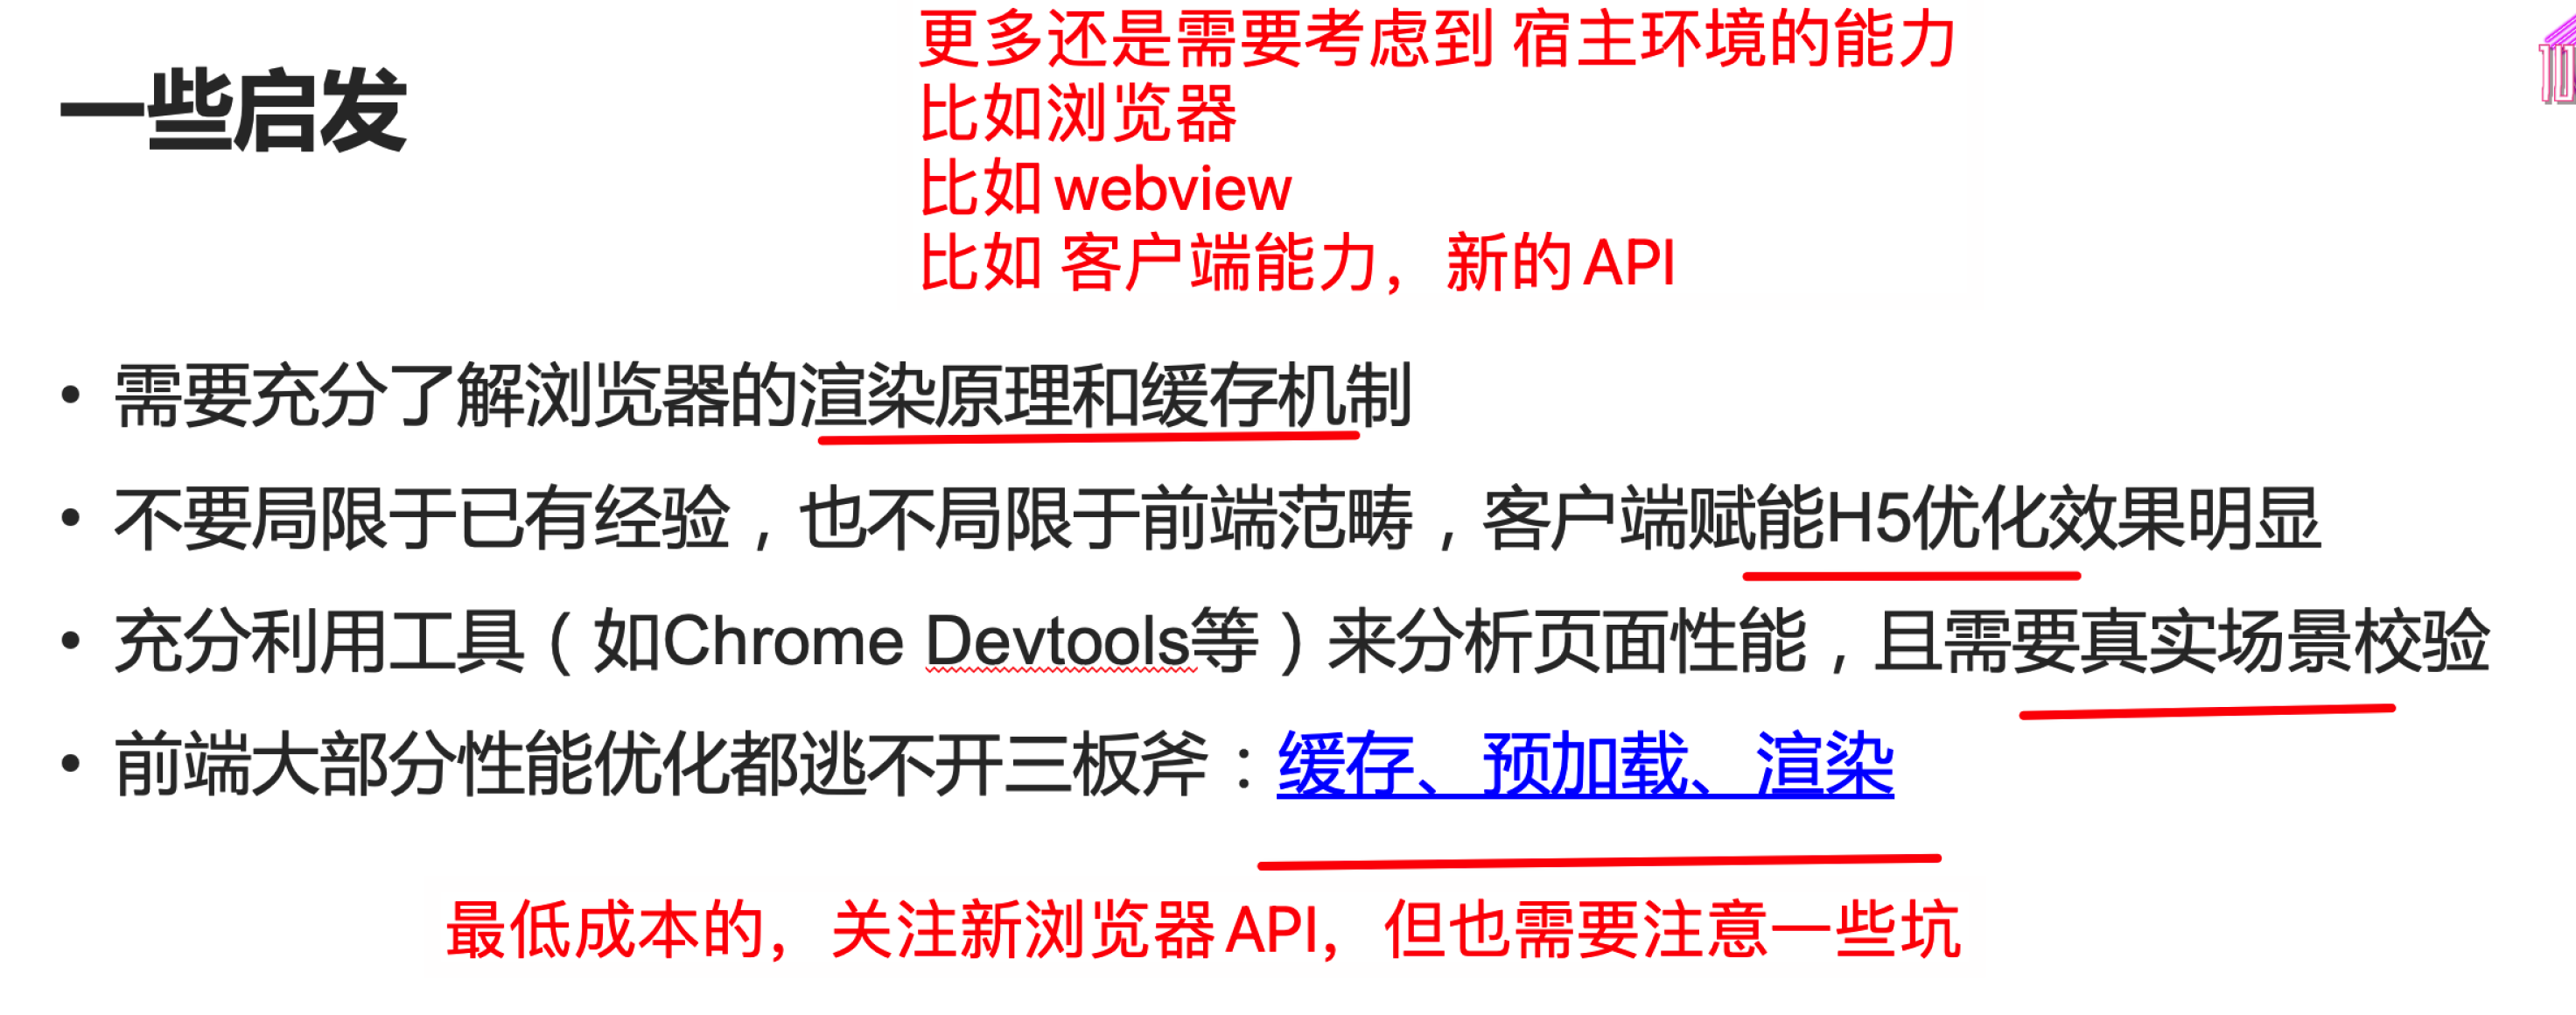 更多还是需要考虑到 宿主环境的能力
一些启发
比如浏览器
比如 webview
比如 客户端能力，新的 API
• 需要充分了解浏览器的渲染原理和缓存机制
• 不要局限于已有经验，也不局限于前端范畴，客户端赋能H5优化效果明显
• 充分利用工具（如Chrome Devtools等）来分析页面性能，且需要真实场景校验
• 前端大部分性能优化都逃不开三板斧：缓存、预加载、渲染
最低成本的，关注新浏览器 API，但也需要注意一些坑